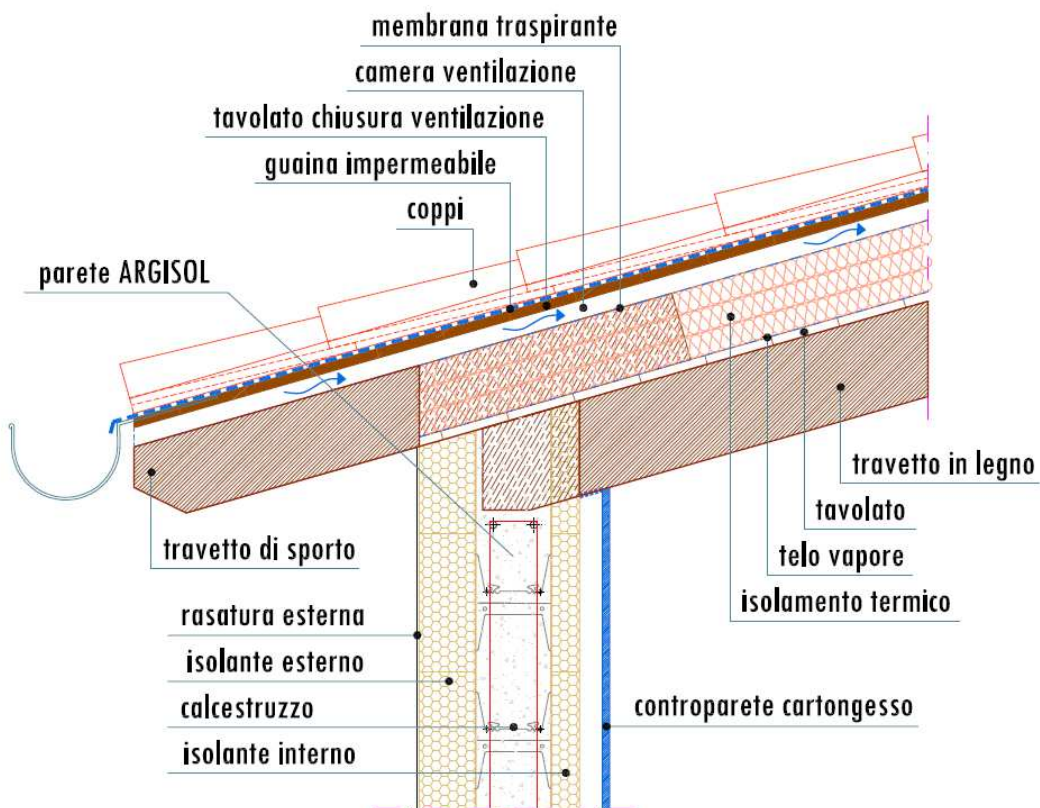 membrana traspirante
camera ventilazione
tavolato chiusura ventilazione
guaina impermeabile
coppi
parete ARGISOL
travetto in legno
tavolato
travetto di sporto
telo vapore
isolamento termico
rasatura esterna
isolante esterno
calcestruzzo
controparete cartongesso
isolante interno